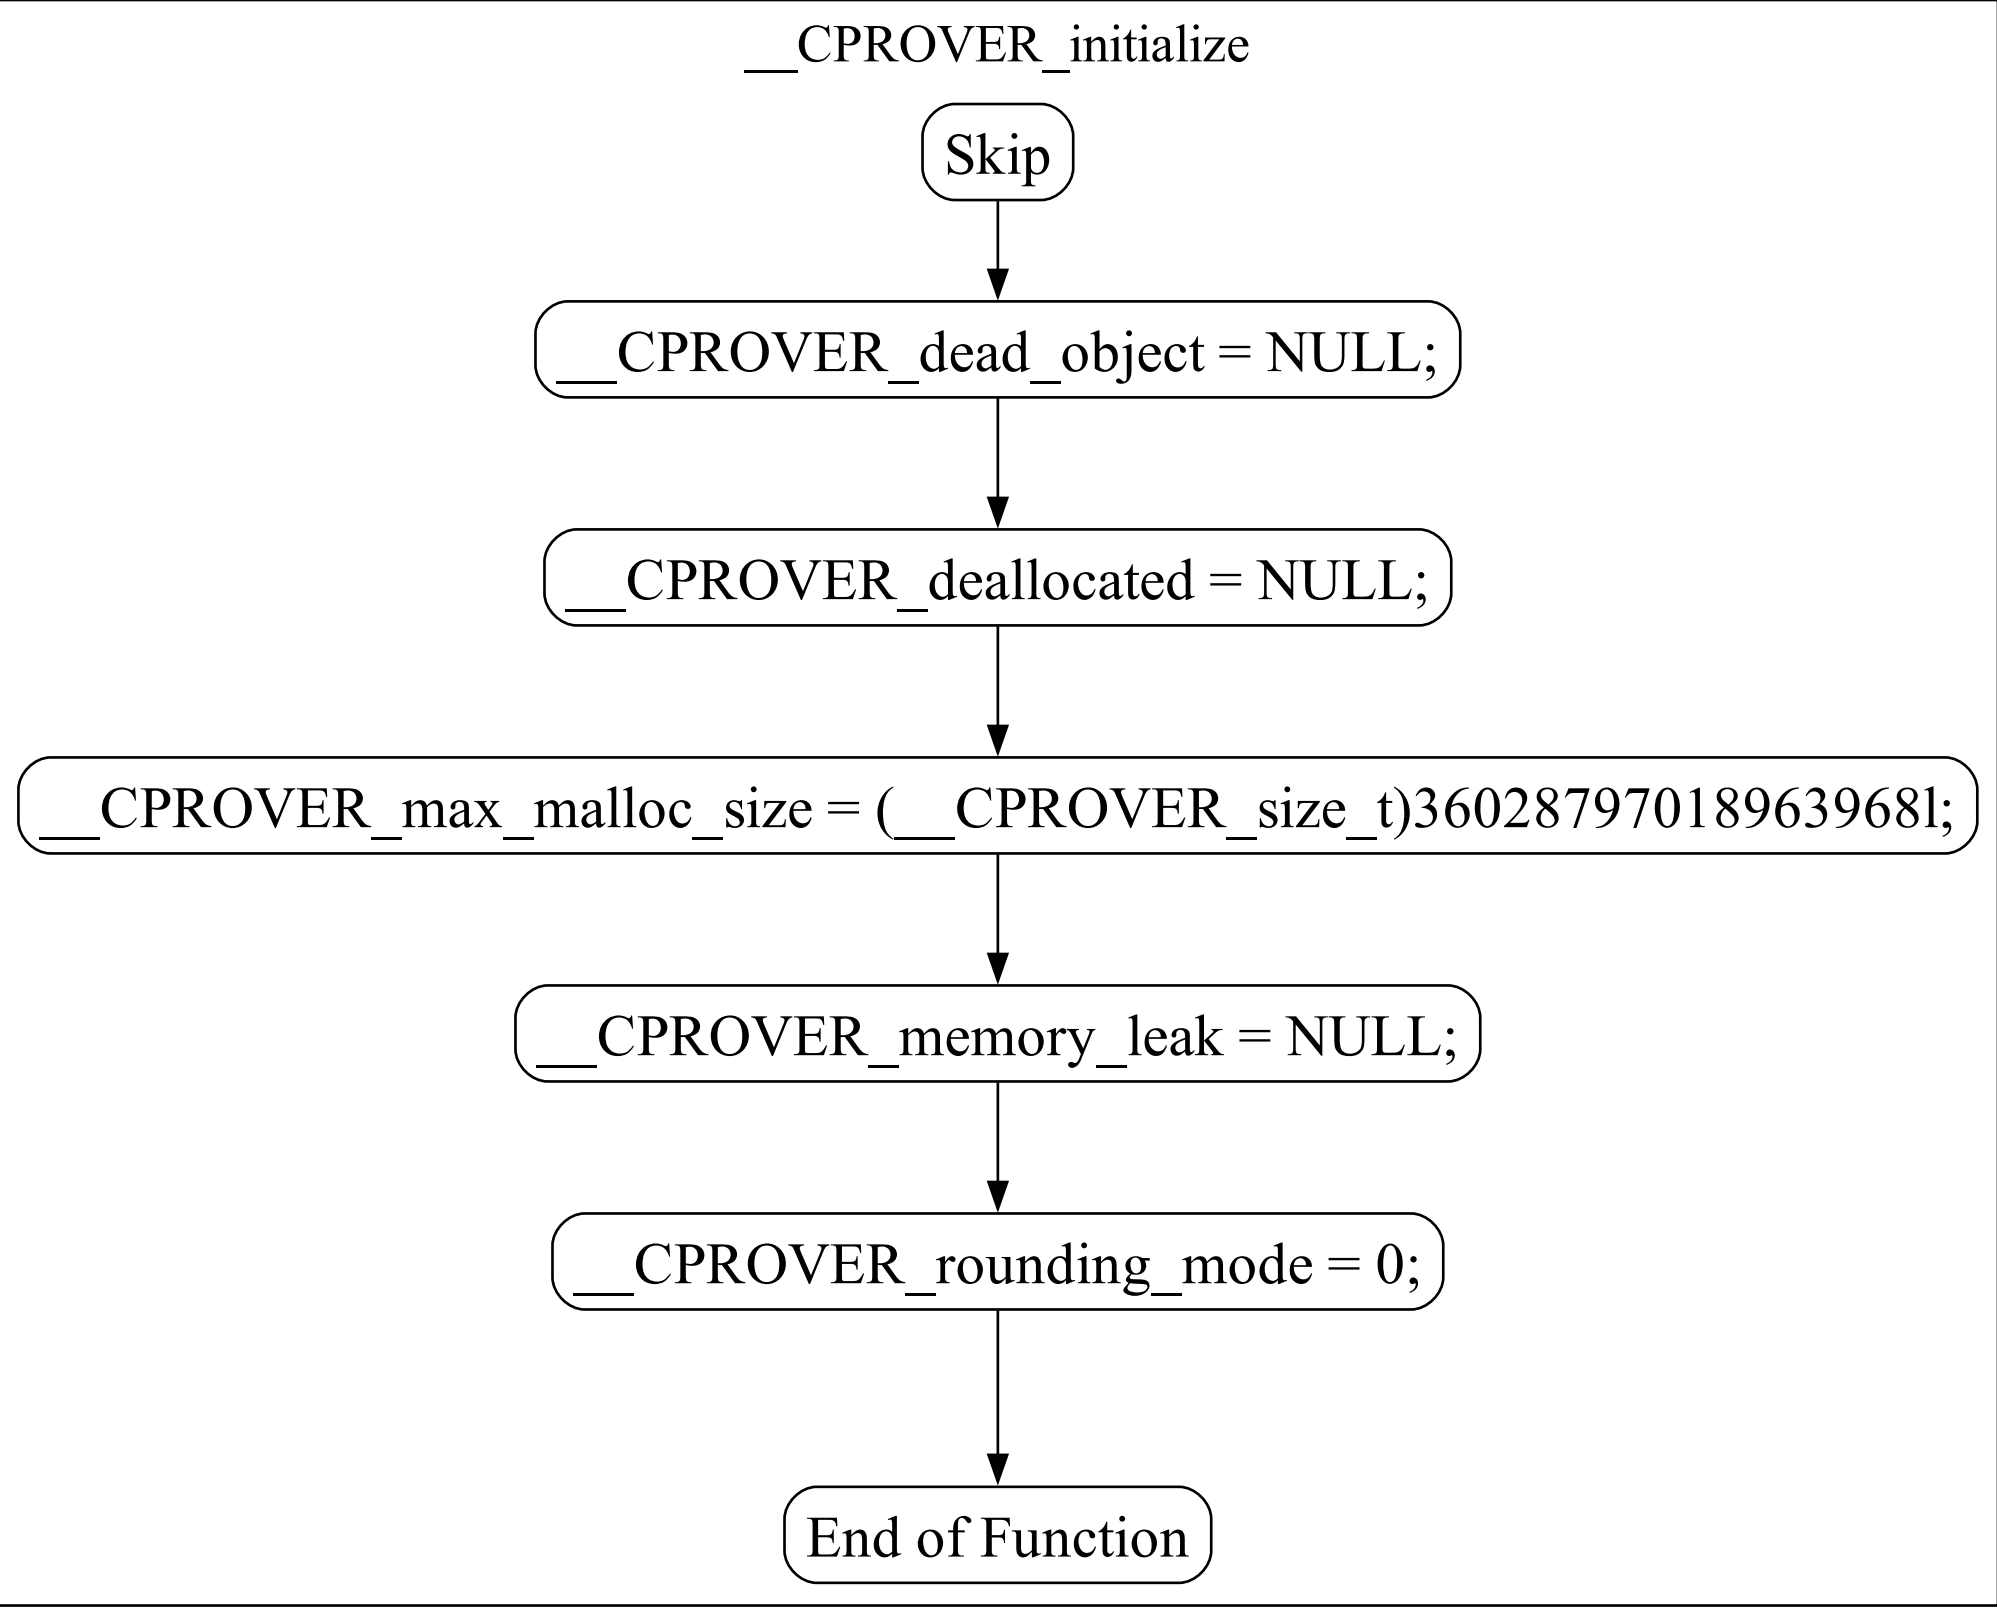 __CPROVER_initialize
Skip
__CPROVER_dead_object = NULL;
__CPROVER_deallocated = NULL;
__CPROVER_max_malloc_size = (__CPROVER_size_t)36028797018963968l;
__CPROVER_memory_leak = NULL;
__CPROVER_rounding_mode = 0;
End of Function